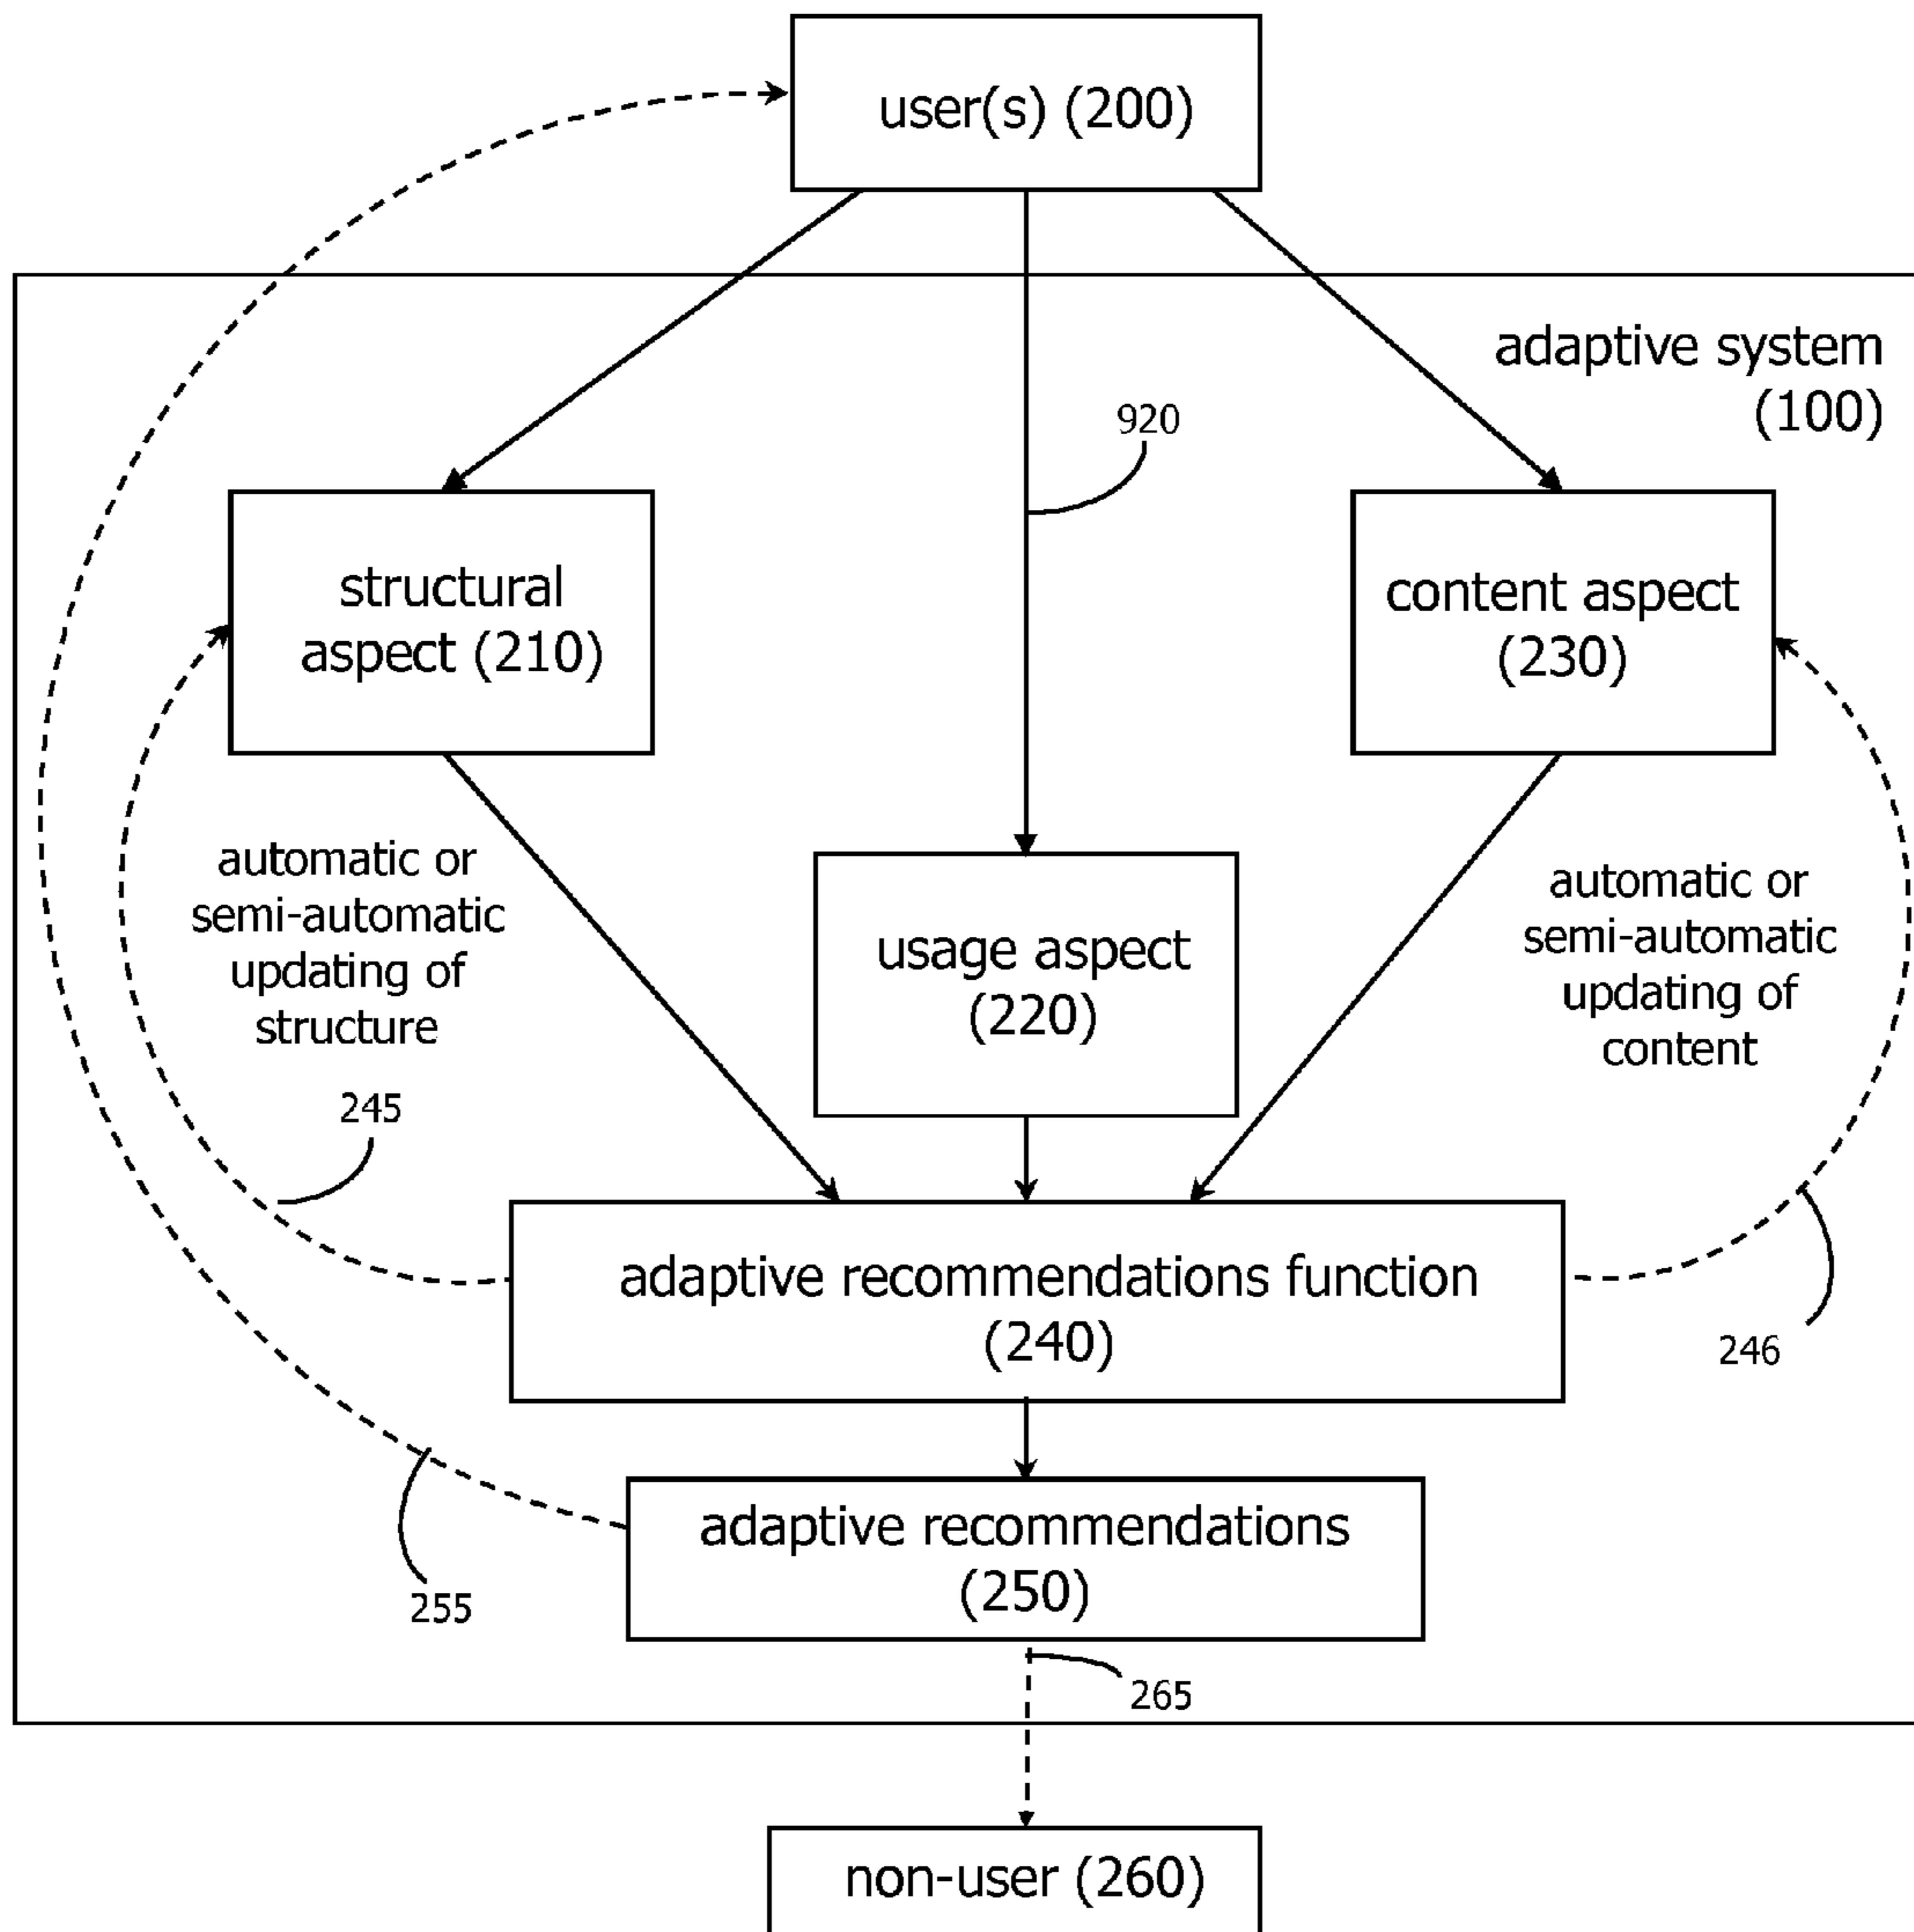 user(s) (200)
adaptive system
(100)
920
structural
aspect (210)
content aspect
(230)
automatic or
semi-automatic
updating of
structure
usage aspect
(220)
automatic or
semi-automatic
updating of
content
245
adaptive recommendations function
(240)
246
adaptive recommendations
(250)
255
265
non-user (260)